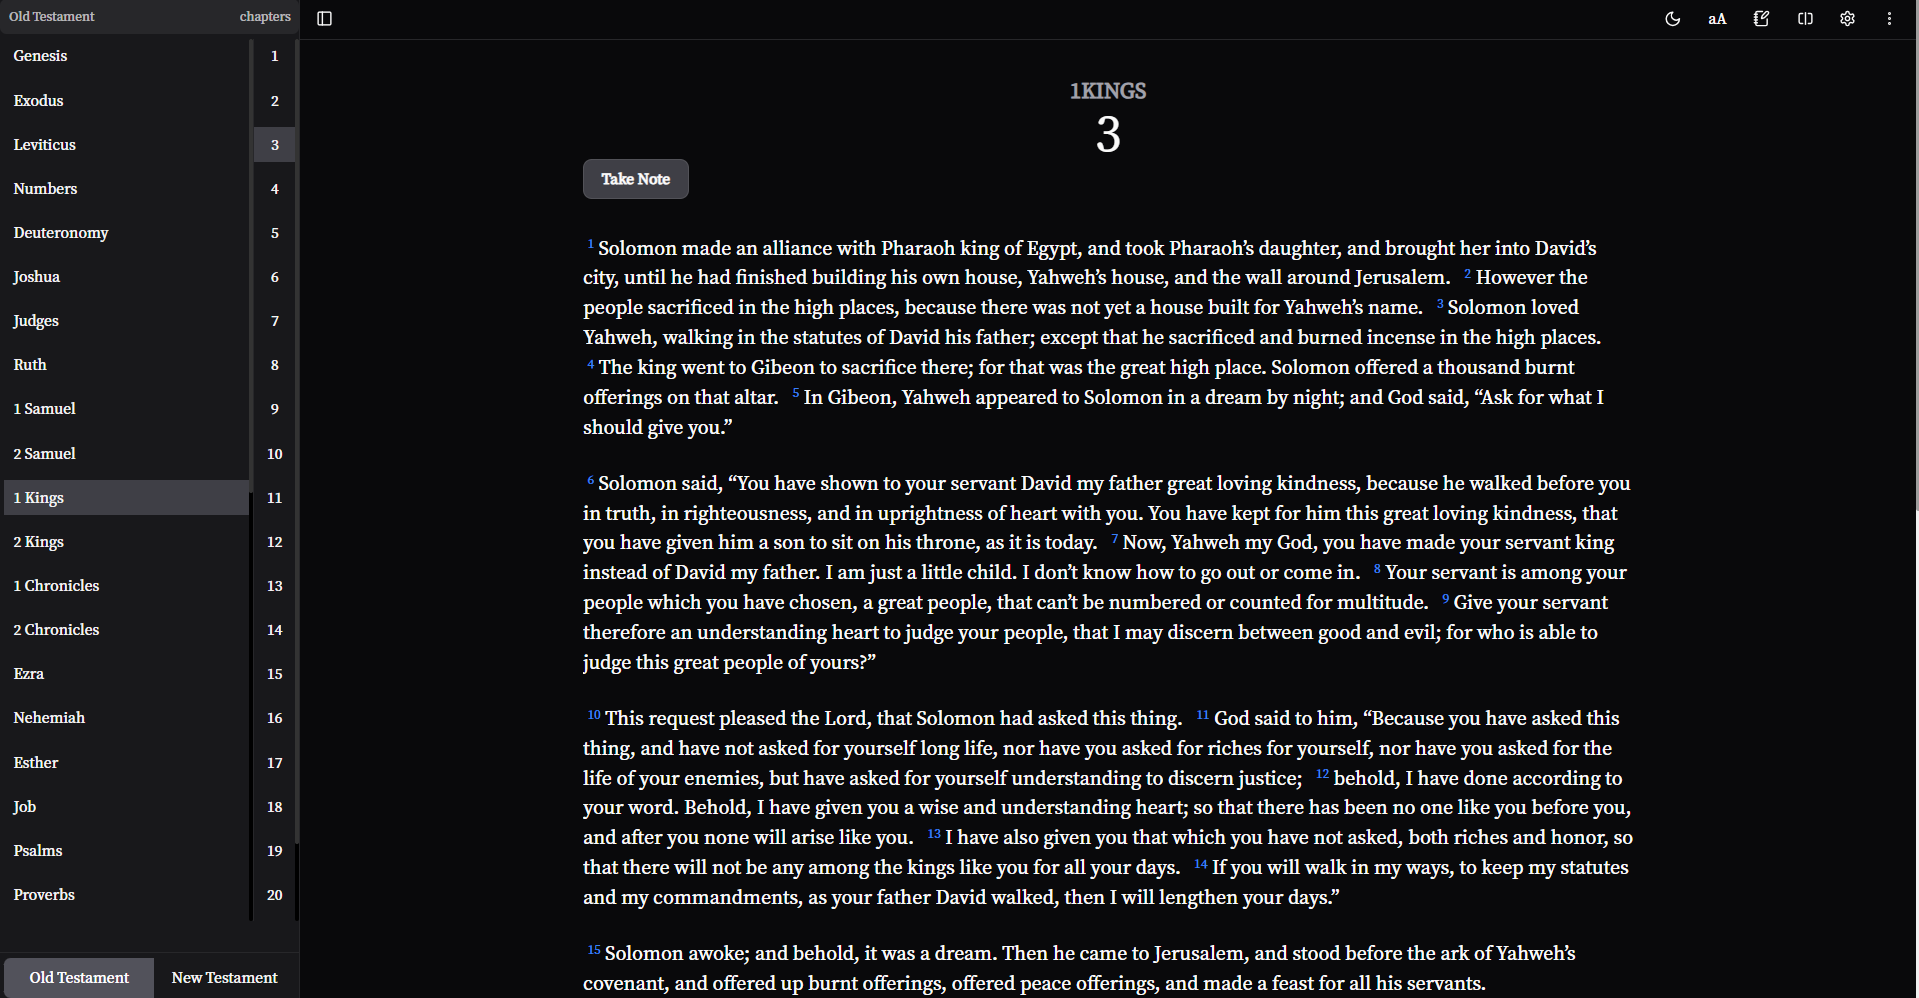 Old Testament chapters
Genesis 1
Exodus 2
Leviticus 3
Numbers 4
Deuteronomy 5
Joshua 6
Judges 7
Ruth 8
1 Samuel 9
2 Samuel 10
1 Kings 11
2 Kings 12
1 Chronicles 13
2 Chronicles 14
Ezra 15
Nehemiah 16
Esther 17
Job 18
Psalms 19
Proverbs 20
Old Testament New Testament
aA
1KINGS
3
Take Note
1 Solomon made an alliance with Pharaoh king of Egypt, and took Pharaoh’s daughter, and brought her into David’s
city, until he had finished building his own house, Yahweh’s house, and the wall around Jerusalem. 2 However the
people sacrificed in the high places, because there was not yet a house built for Yahweh’s name. 3 Solomon loved
Yahweh, walking in the statutes of David his father; except that he sacrificed and burned incense in the high places.
4 The king went to Gibeon to sacrifice there; for that was the great high place. Solomon offered a thousand burnt
offerings on that altar. 5 In Gibeon, Yahweh appeared to Solomon in a dream by night; and God said, “Ask for what I
should give you.”
6 Solomon said, “You have shown to your servant David my father great loving kindness, because he walked before you
in truth, in righteousness, and in uprightness of heart with you. You have kept for him this great loving kindness, that
you have given him a son to sit on his throne, as it is today. 7 Now, Yahweh my God, you have made your servant king
instead of David my father. I am just a little child. I don’t know how to go out or come in. 8 Your servant is among your
people which you have chosen, a great people, that can’t be numbered or counted for multitude. 9 Give your servant
therefore an understanding heart to judge your people, that I may discern between good and evil; for who is able to
judge this great people of yours?”
10 This request pleased the Lord, that Solomon had asked this thing. 11 God said to him, “Because you have asked this
thing, and have not asked for yourself long life, nor have you asked for riches for yourself, nor have you asked for the
life of your enemies, but have asked for yourself understanding to discern justice; 12 behold, I have done according to
your word. Behold, I have given you a wise and understanding heart; so that there has been no one like you before you,
and after you none will arise like you. 13 I have also given you that which you have not asked, both riches and honor, so
that there will not be any among the kings like you for all your days. 14 If you will walk in my ways, to keep my statutes
and my commandments, as your father David walked, then I will lengthen your days.”
15 Solomon awoke; and behold, it was a dream. Then he came to Jerusalem, and stood before the ark of Yahweh’s
covenant, and offered up burnt offerings, offered peace offerings, and made a feast for all his servants.